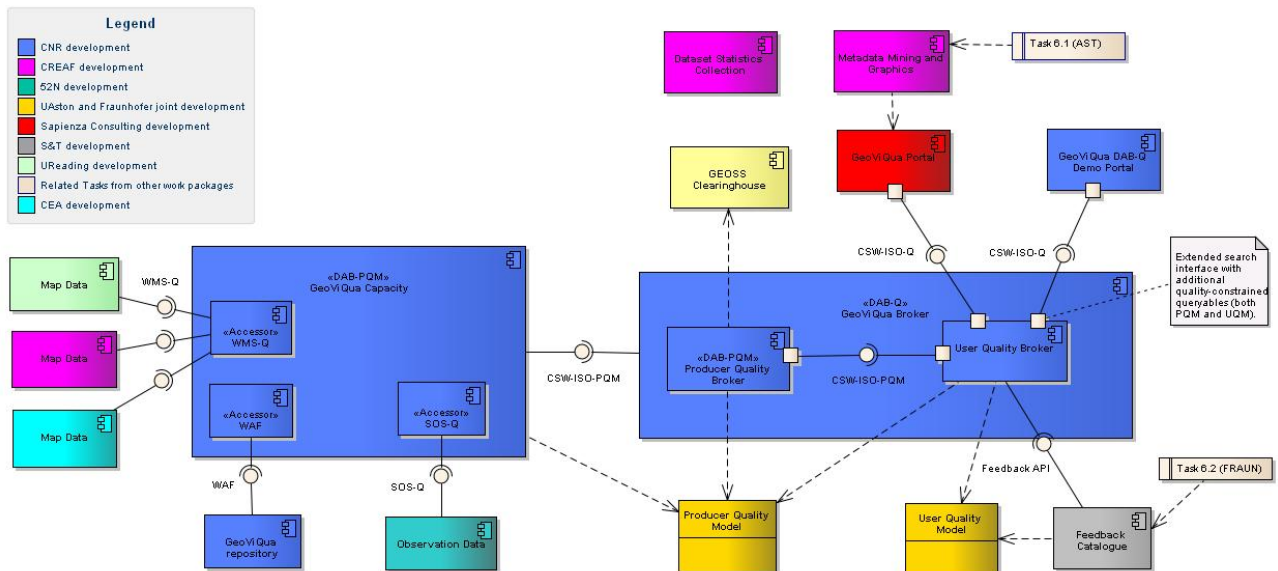 Legend
CNR development
CREAF development
52N development
UAston and Fraunhofer joint development
Sapienza Consulting development
S&T development
UReading development
Related Tasks from other work packages
CEA development
Dataset Statistics
Collection
Metadata Mining and
Graphics
Task 6.1 (AST)
GEOSS
Clearinghouse
GeoViQua Portal
GeoViQua DAB-Q
Demo Portal
CSW-ISO-Q
CSW-ISO-Q
Extended search
interface with
additional
quality-constrained
queryables (both
PQM and UQM).
Map Data
WMS-Q
«DAB-PQM»
GeoViQua Capacity
«Accessor»
WMS-Q
Map Data
Map Data
«Accessor»
WAF
«Accessor»
SOS-Q
CSW-ISO-PQM
«DAB-Q»
GeoViQua Broker
«DAB-PQM»
Producer Quality
Broker
CSW-ISO-PQM
User Quality Broker
WAF
SOS-Q
Feedback API
Task 6.2 (FRAUN)
GeoViQua
repository
Observation Data
Producer Quality
Model
User Quality
Model
Feedback
Catalogue